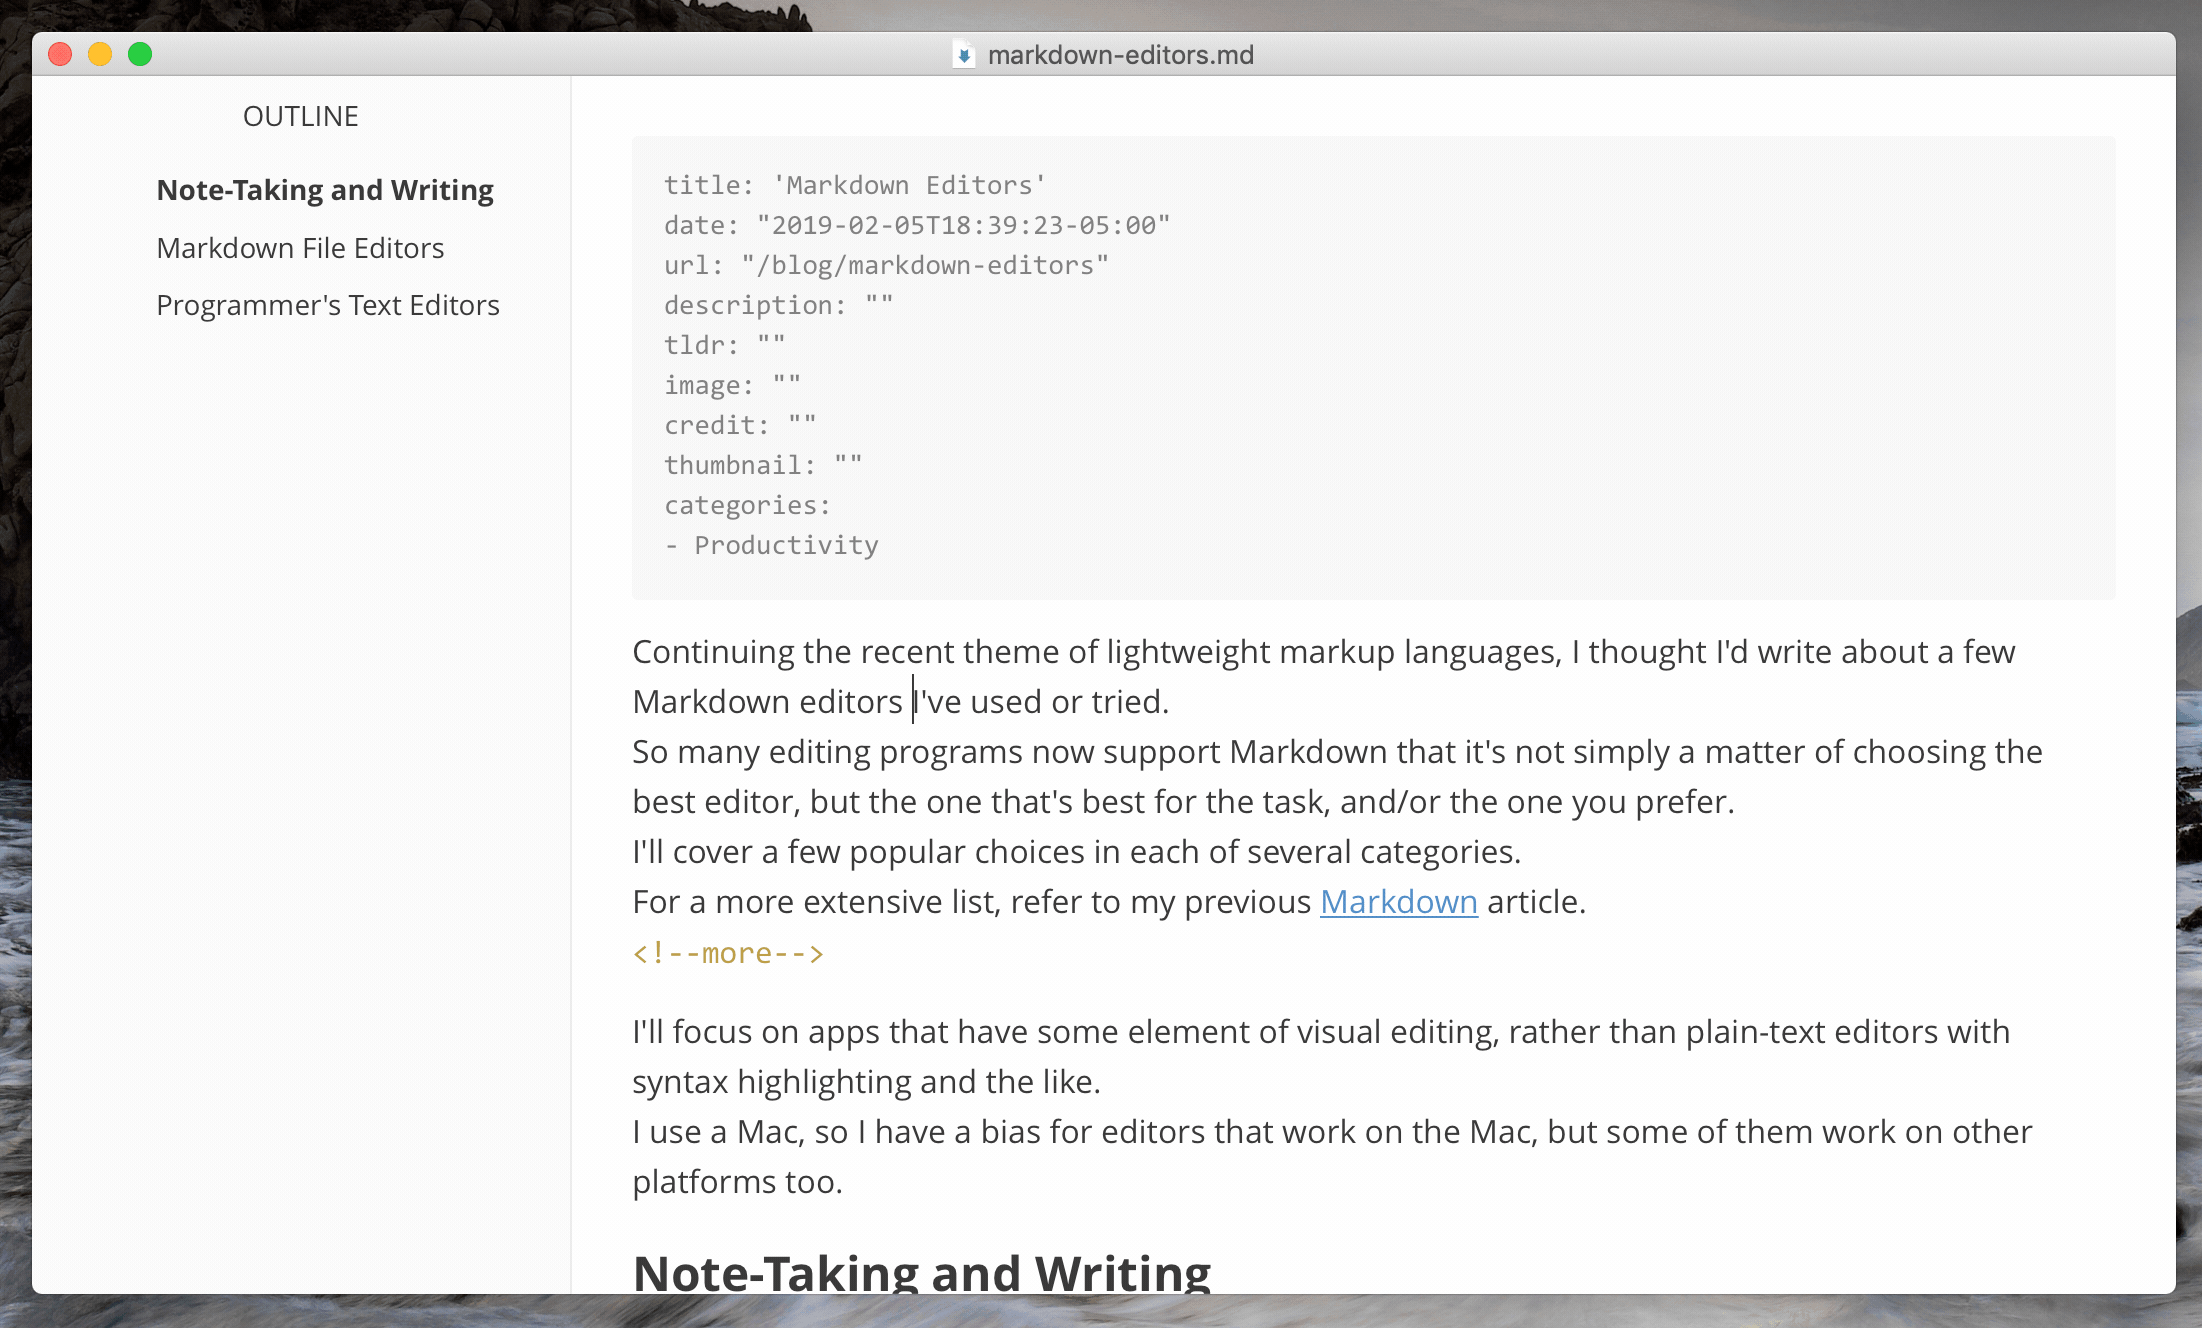 markdown-editors.md
OUTLINE
Note-Taking and Writing
Markdown File Editors
Programmer's Text Editors
title: 'Markdown Editors'
date: "2019-02-05T18:39:23-05:00"
url: "/blog/markdown-editors"
description: ""
tldr: ""
image: ""
credit: ""
thumbnail: ""
categories:
- Productivity
Continuing the recent theme of lightweight markup languages, I thought I'd write about a few
Markdown editors I've used or tried.
So many editing programs now support Markdown that it's not simply a matter of choosing the
best editor, but the one that's best for the task, and/or the one you prefer.
I'll cover a few popular choices in each of several categories.
For a more extensive list, refer to my previous Markdown article.
<!--more-->
I'll focus on apps that have some element of visual editing, rather than plain-text editors with
syntax highlighting and the like.
I use a Mac, so I have a bias for editors that work on the Mac, but some of them work on other
platforms too.
Note-Taking and Writing